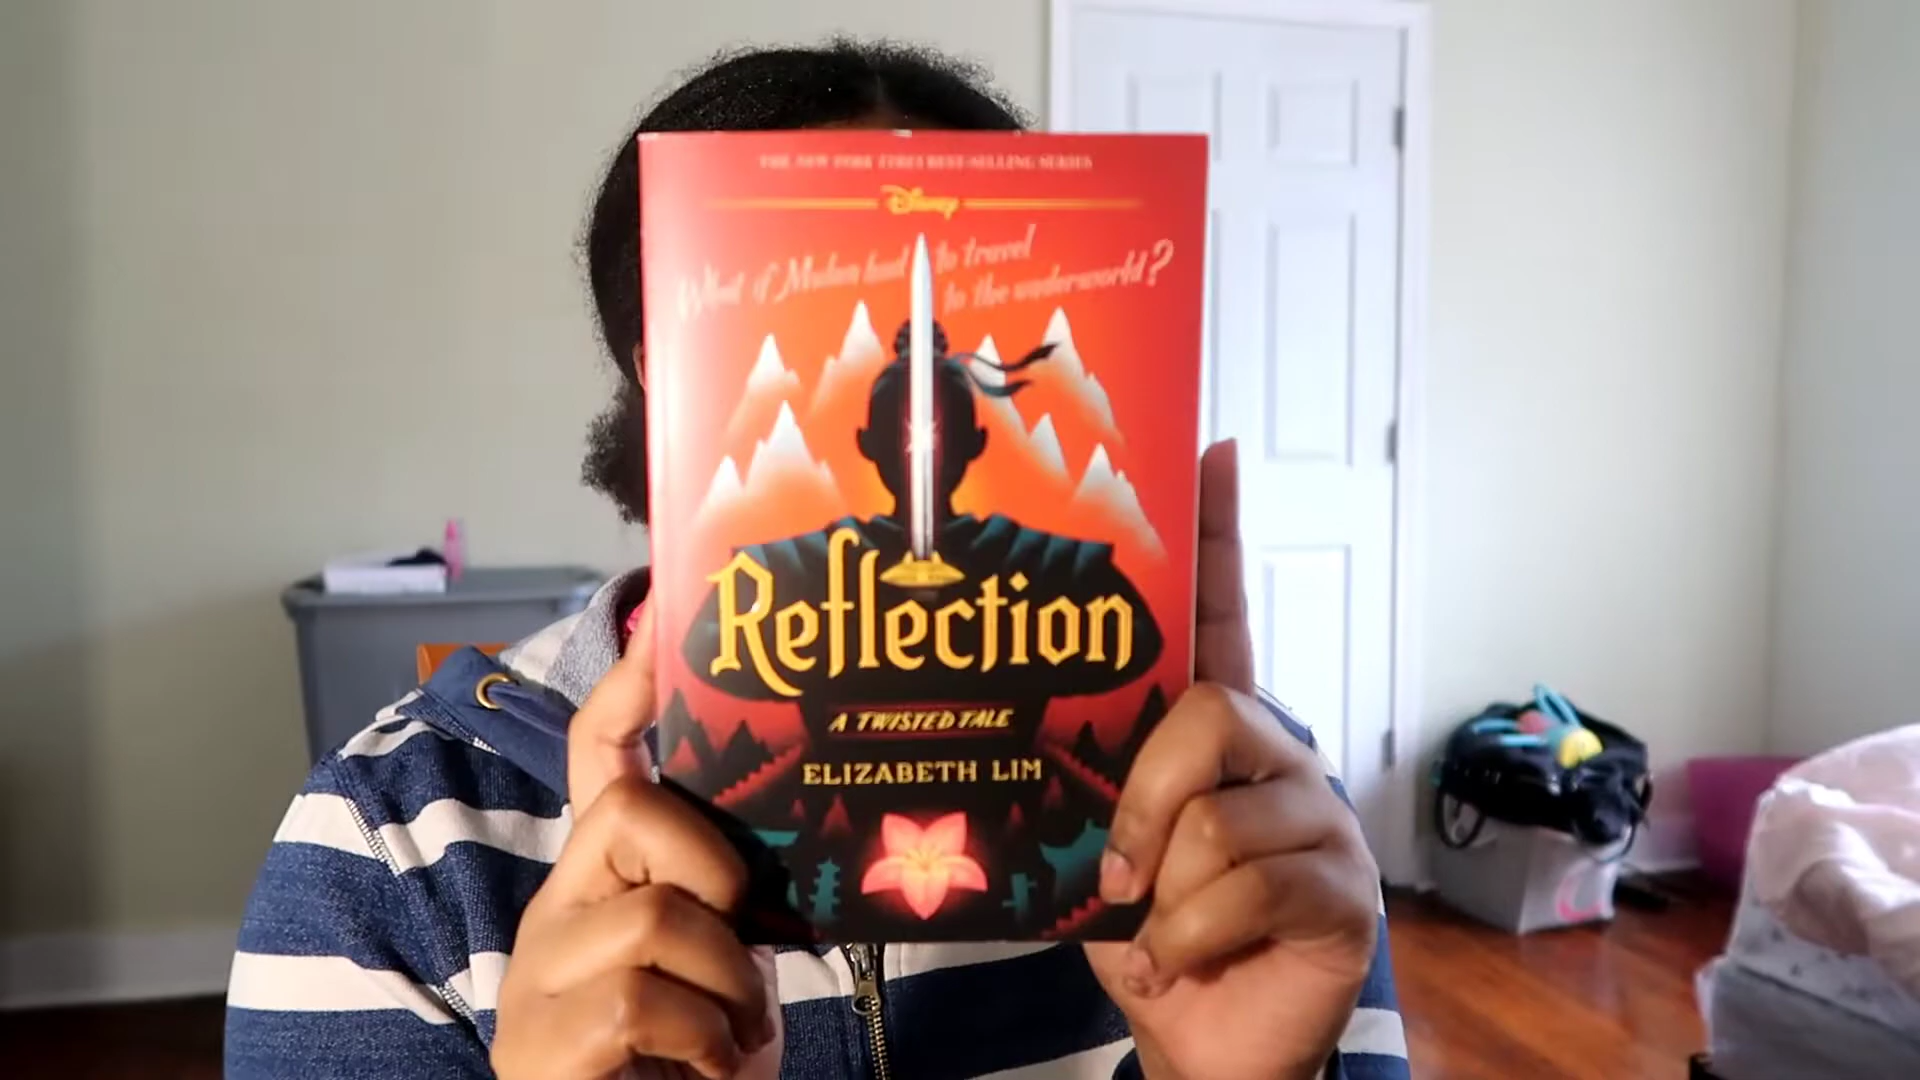 THE NEW YORK TIMES BEST-SELLING SERIES
Disney
What if Mulan had to travel
to the underworld?
Reflection
A TWISTED TALE
ELIZABETH LIM